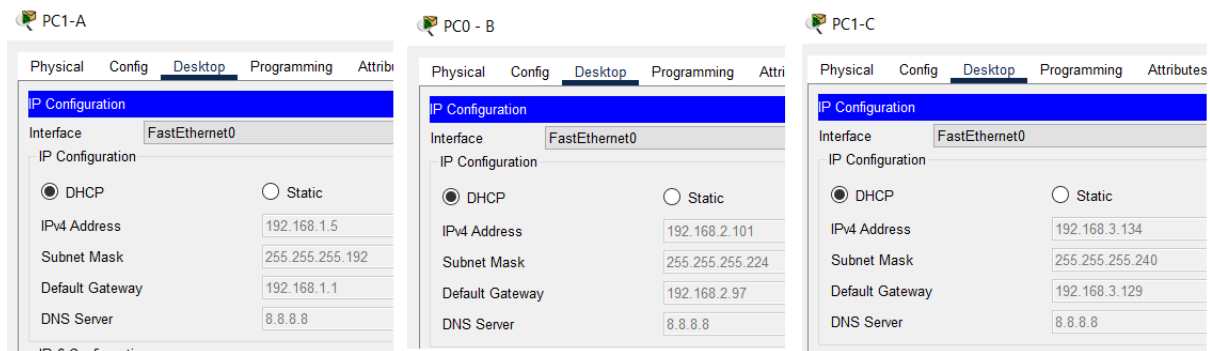 PC1-A
Physical Config Desktop Programming Attribu
IP Configuration
Interface FastEthernet0
IP Configuration
DHCP Static
IPv4 Address 192.168.1.5
Subnet Mask 255.255.255.192
Default Gateway 192.168.1.1
DNS Server 8.8.8.8
PC0 - B
Physical Config Desktop Programming Attri
IP Configuration
Interface FastEthernet0
IP Configuration
DHCP Static
IPv4 Address 192.168.2.101
Subnet Mask 255.255.255.224
Default Gateway 192.168.2.97
DNS Server 8.8.8.8
PC1-C
Physical Config Desktop Programming Attributes
IP Configuration
Interface FastEthernet0
IP Configuration
DHCP Static
IPv4 Address 192.168.3.134
Subnet Mask 255.255.255.240
Default Gateway 192.168.3.129
DNS Server 8.8.8.8